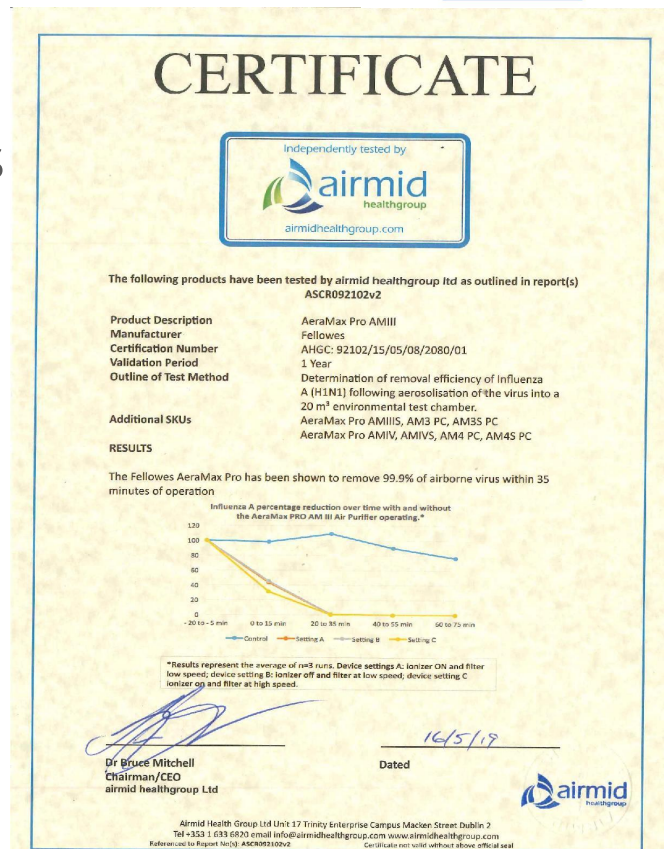 CERTIFICATE
Independently tested by
airmid
healthgroup
airmidhealthgroup.com
The following products have been tested by airmid healthgroup ltd as outlined in report(s)
ASCR092102v2
Product Description AeraMax Pro AMIII
Manufacturer Fellowes
Certification Number AHGC: 92102/15/05/08/2080/01
Validation Period 1 Year
Outline of Test Method Determination of removal efficiency of Influenza
A (H1N1) following aerosolisation of the virus into a
20 m³ environmental test chamber.
Additional SKUs AeraMax Pro AMIIIS, AM3 PC, AM3S PC
AeraMax Pro AMIV, AMIVS, AM4 PC, AM4S PC
RESULTS
The Fellowes AeraMax Pro has been shown to remove 99.9% of airborne virus within 35
minutes of operation
Influenza A percentage reduction over time with and without
the AeraMax PRO AM III Air Purifier operating.*
120
100
80
60
40
20
0
- 20 to - 5 min 0 to 15 min 20 to 35 min 40 to 55 min 60 to 75 min
Control Setting A Setting B Setting C
*Results represent the average of n=3 runs. Device settings A: ionizer ON and filter
low speed; device setting B: ionizer off and filter at low speed; device setting C
ionizer on and filter at high speed.
16/5/19
Dr Bruce Mitchell Dated
Chairman/CEO
airmid healthgroup Ltd
airmid
healthgroup
Airmid Health Group Ltd Unit 17 Trinity Enterprise Campus Macken Street Dublin 2
Tel +353 1 633 6820 email info@airmidhealthgroup.com www.airmidhealthgroup.com
Referenced to Report No(s): ASCR092102v2 Certificate not valid without above official seal